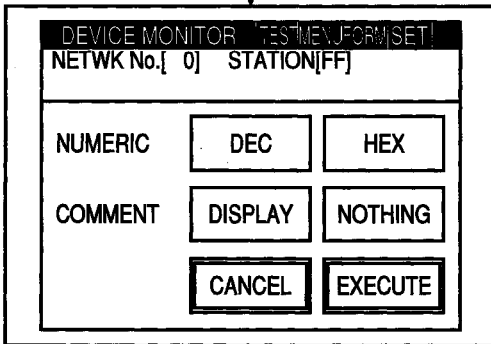 DEVICE MONITOR TEST MENU FORM SET
NETWK No.[ 0] STATION[FF]
NUMERIC DEC HEX
COMMENT DISPLAY NOTHING
CANCEL EXECUTE